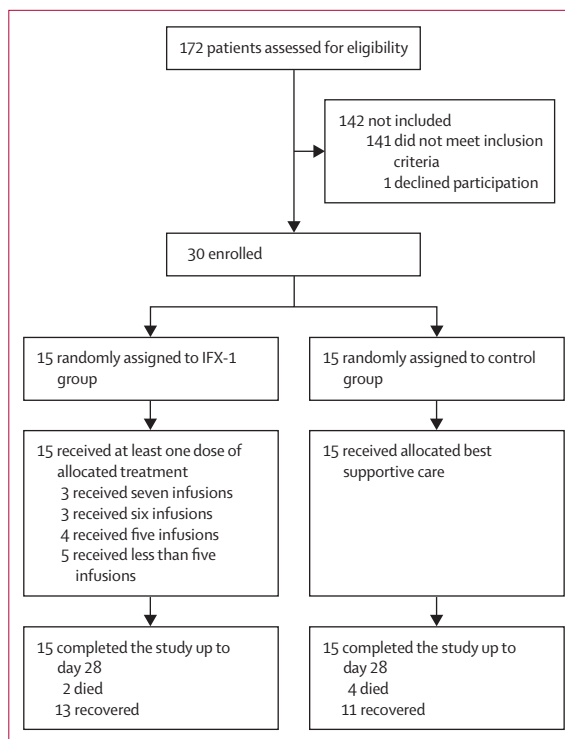 172 patients assessed for eligibility
142 not included
141 did not meet inclusion
criteria
1 declined participation
30 enrolled
15 randomly assigned to IFX-1
group
15 randomly assigned to control
group
15 received at least one dose of
allocated treatment
3 received seven infusions
3 received six infusions
4 received five infusions
5 received less than five
infusions
15 received allocated best
supportive care
15 completed the study up to
day 28
2 died
13 recovered
15 completed the study up to
day 28
4 died
11 recovered